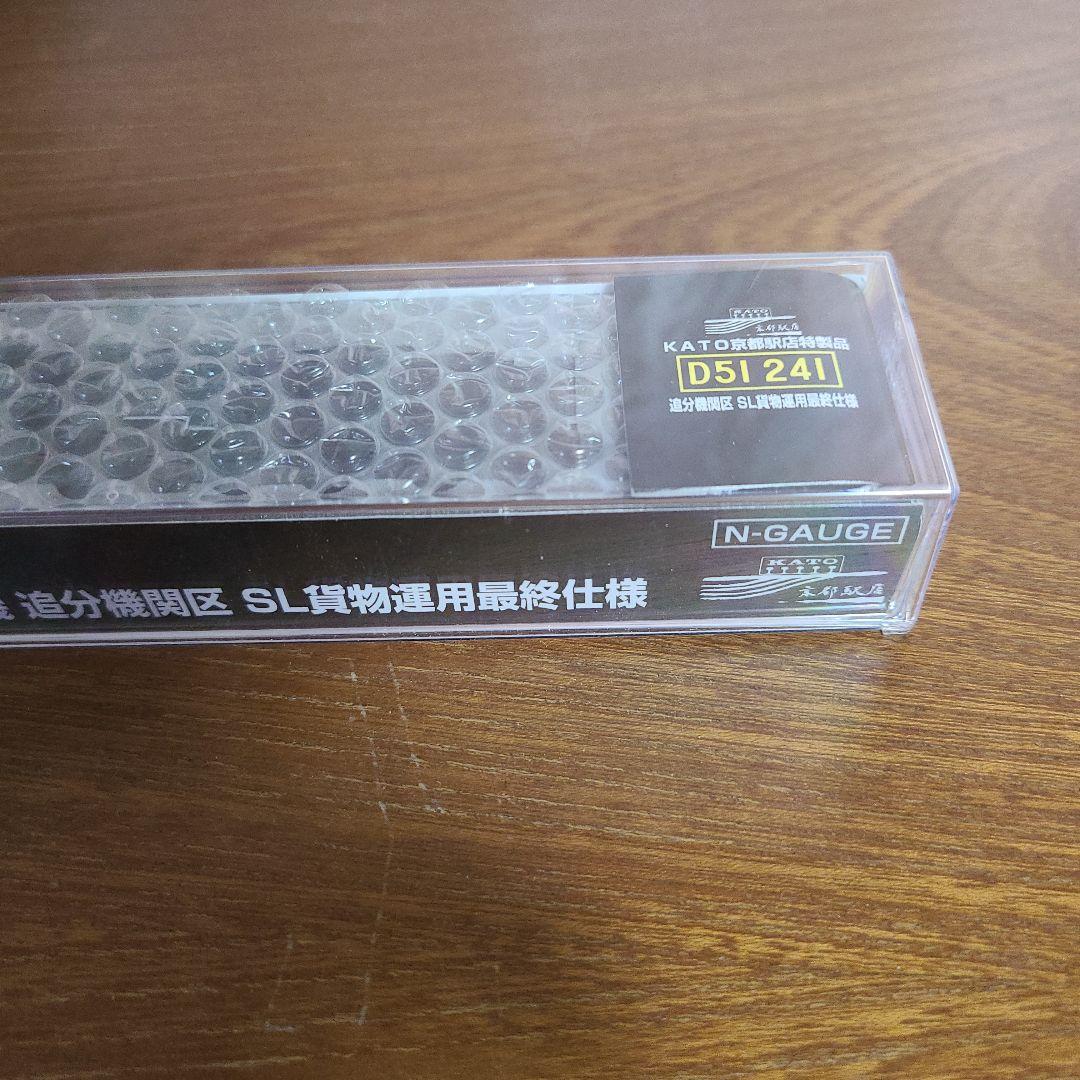 KATO
京都駅店
KATO京都駅店特製品
D51 241
追分機関区 SL貨物運用最終仕様
N-GAUGE
KATO
京都駅店
追分機関区 SL貨物運用最終仕様